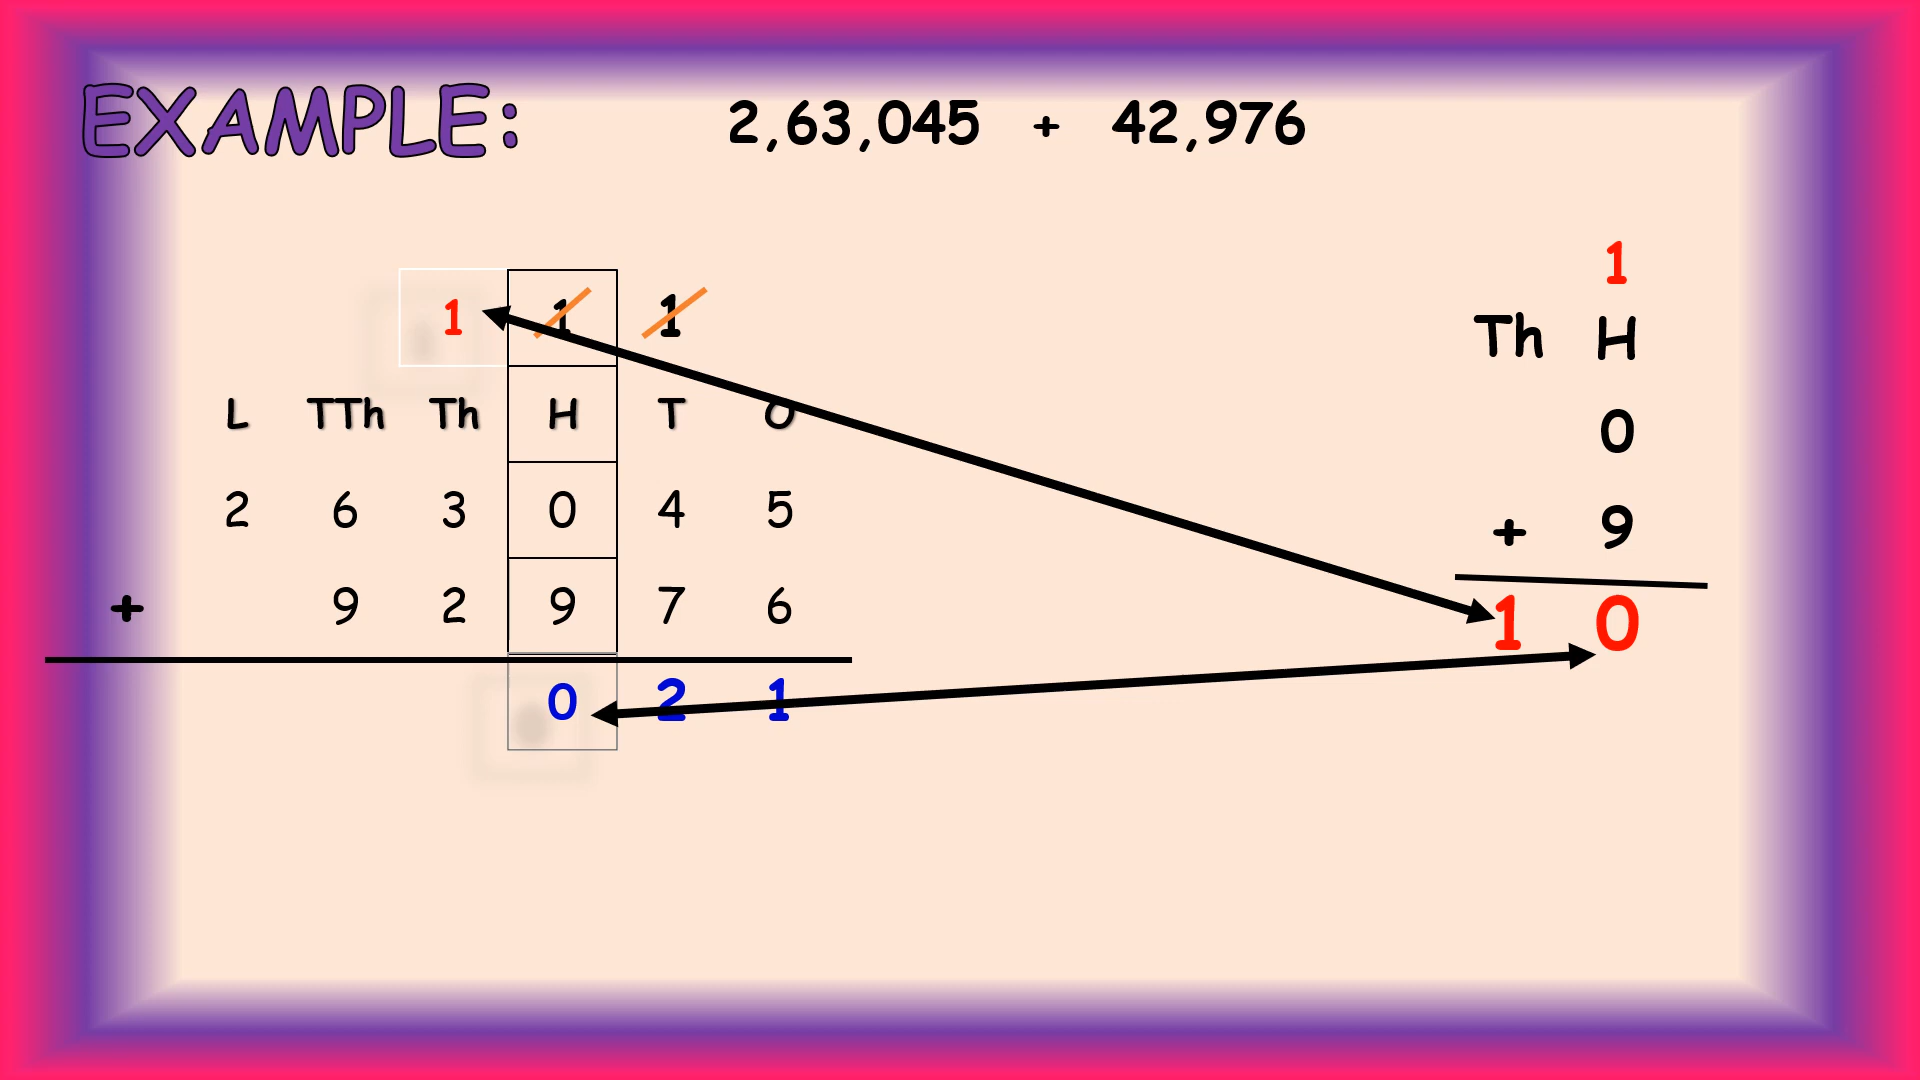 EXAMPLE: 2,63,045 + 42,976
1 1 1
L TTh Th H T O
2 6 3 0 4 5
+ 9 2 9 7 6
0 2 1
1
Th H
0
+ 9
1 0